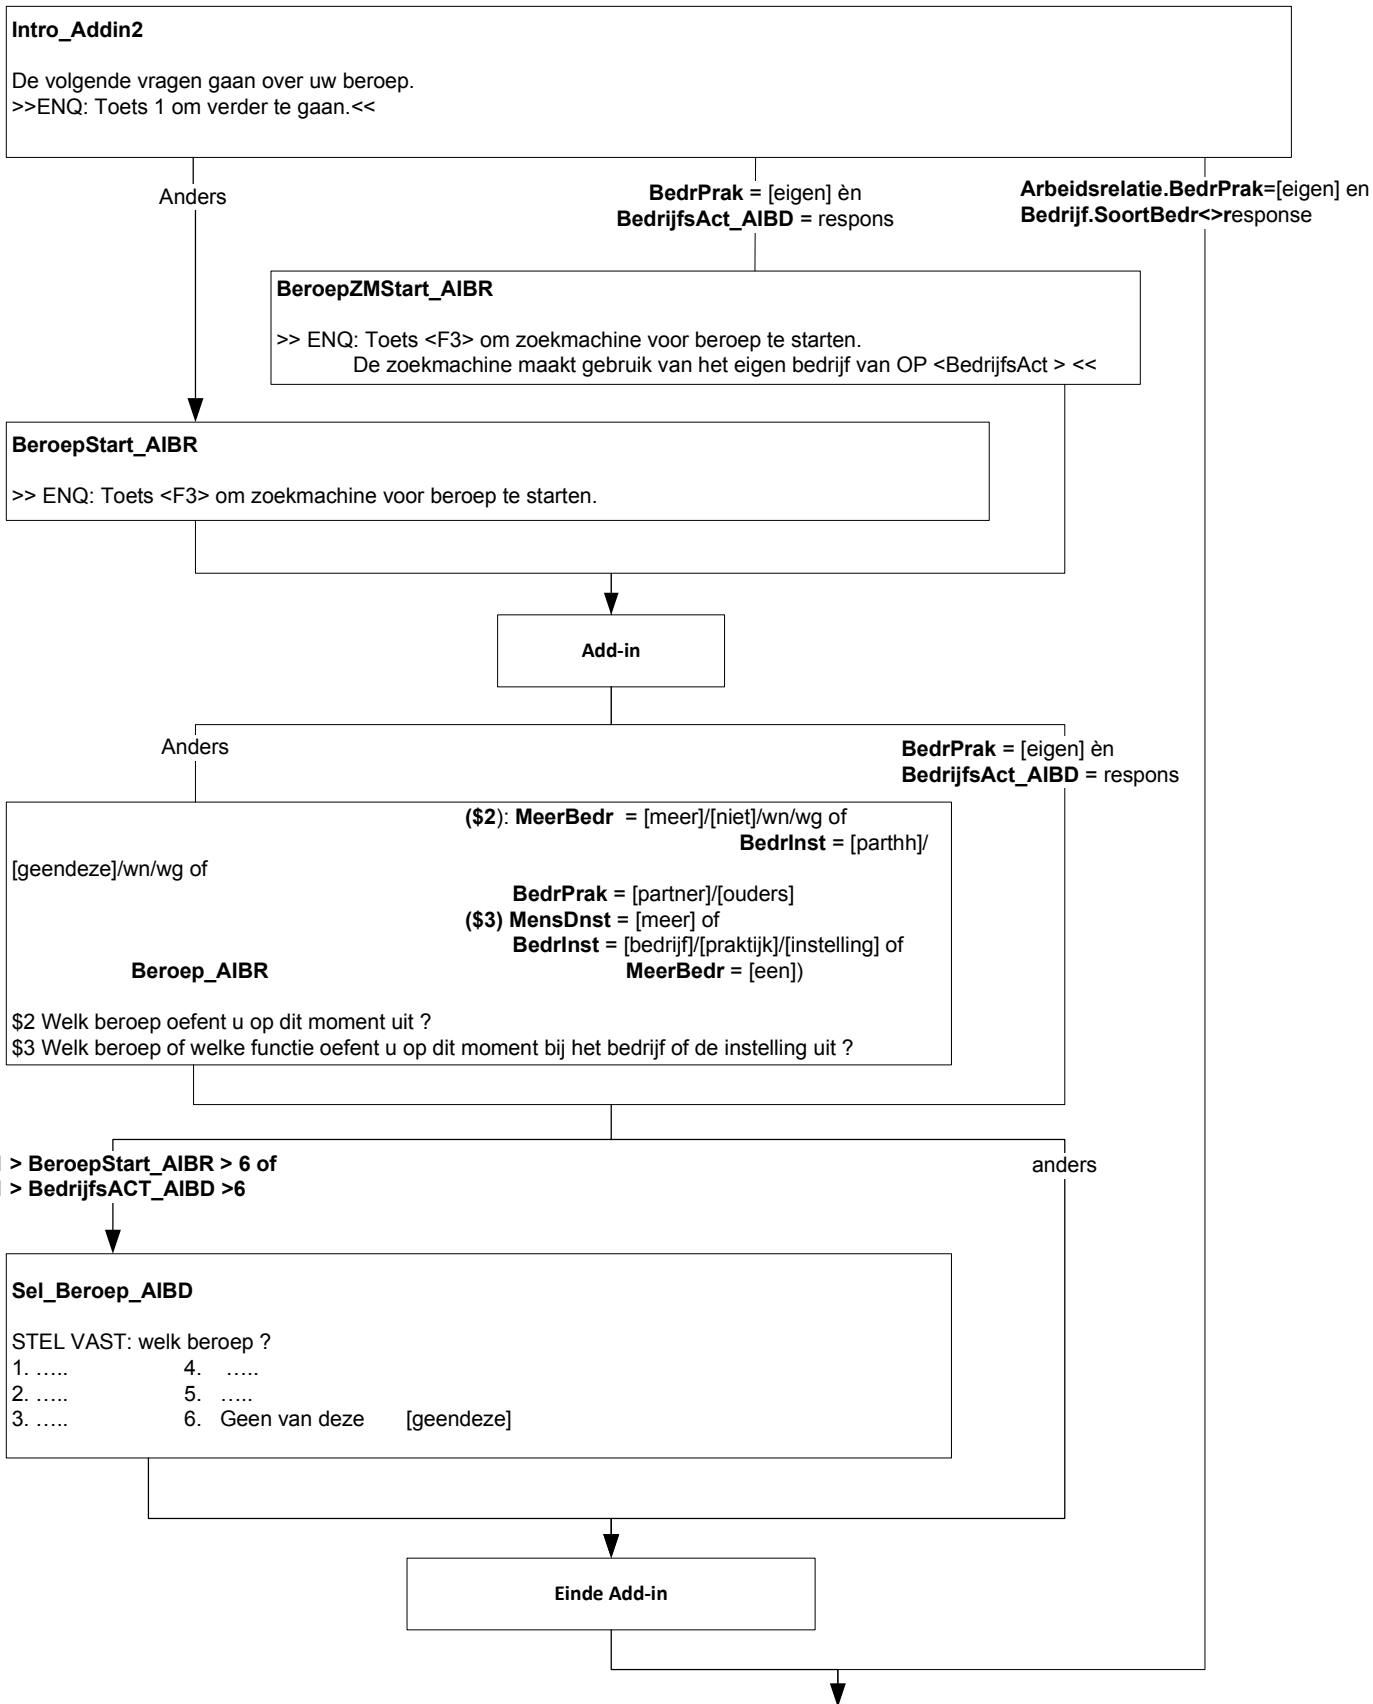 Intro_Addin2
De volgende vragen gaan over uw beroep.
>>ENQ: Toets 1 om verder te gaan.<<
Anders
BedrPrak = [eigen] èn
BedrijfsAct_AIBD = respons
Arbeidsrelatie.BedrPrak=[eigen] en
Bedrijf.SoortBedr<>response
BeroepZMStart_AIBR
>> ENQ: Toets <F3> om zoekmachine voor beroep te starten.
De zoekmachine maakt gebruik van het eigen bedrijf van OP <BedrijfsAct > <<
BeroepStart_AIBR
>> ENQ: Toets <F3> om zoekmachine voor beroep te starten.
Add-in
Anders
BedrPrak = [eigen] èn
BedrijfsAct_AIBD = respons
($2): MeerBedr = [meer]/[niet]/wn/wg of
BedrInst = [parthh]/
[geendeze]/wn/wg of
BedrPrak = [partner]/[ouders]
($3) MensDnst = [meer] of
BedrInst = [bedrijf]/[praktijk]/[instelling] of
Beroep_AIBR MeerBedr = [een])
$2 Welk beroep oefent u op dit moment uit ?
$3 Welk beroep of welke functie oefent u op dit moment bij het bedrijf of de instelling uit ?
> BeroepStart_AIBR > 6 of
> BedrijfsACT_AIBD >6
anders
Sel_Beroep_AIBD
STEL VAST: welk beroep ?
1. ….. 4. …..
2. ….. 5. …..
3. ….. 6. Geen van deze [geendeze]
Einde Add-in